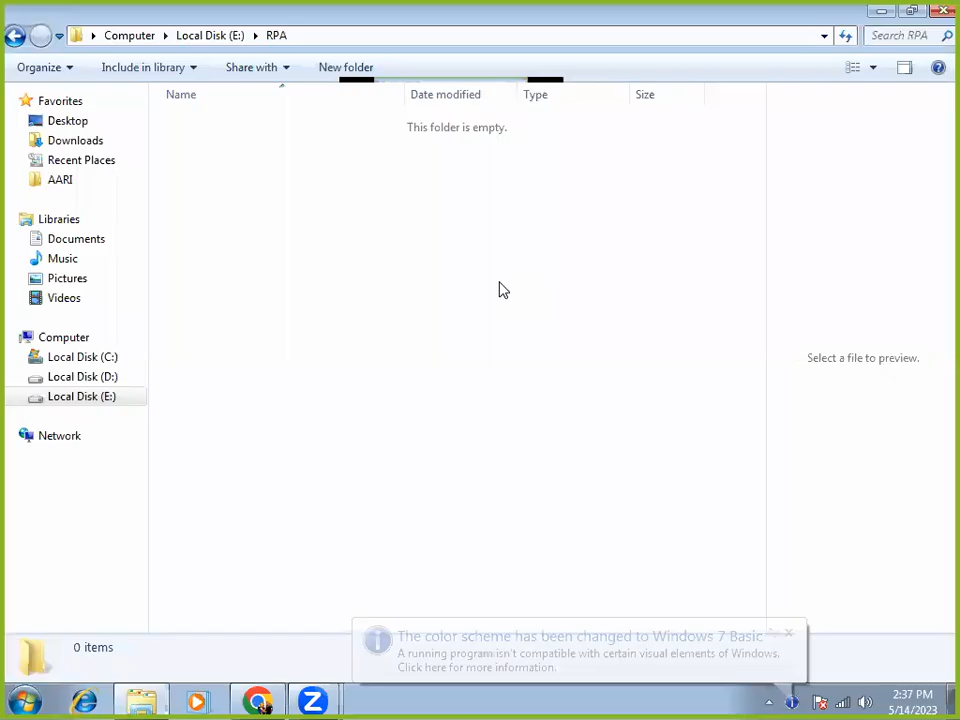 Computer Local Disk (E:) RPA
Search RPA
Organize Include in library Share with New folder
Name Date modified Type Size
This folder is empty.
Favorites
Desktop
Downloads
Recent Places
AARI
Libraries
Documents
Music
Pictures
Videos
Computer
Local Disk (C:)
Local Disk (D:)
Local Disk (E:)
Network
Select a file to preview.
0 items
The color scheme has been changed to Windows 7 Basic
A running program isn't compatible with certain visual elements of Windows.
Click here for more information.
2:37 PM
5/14/2023